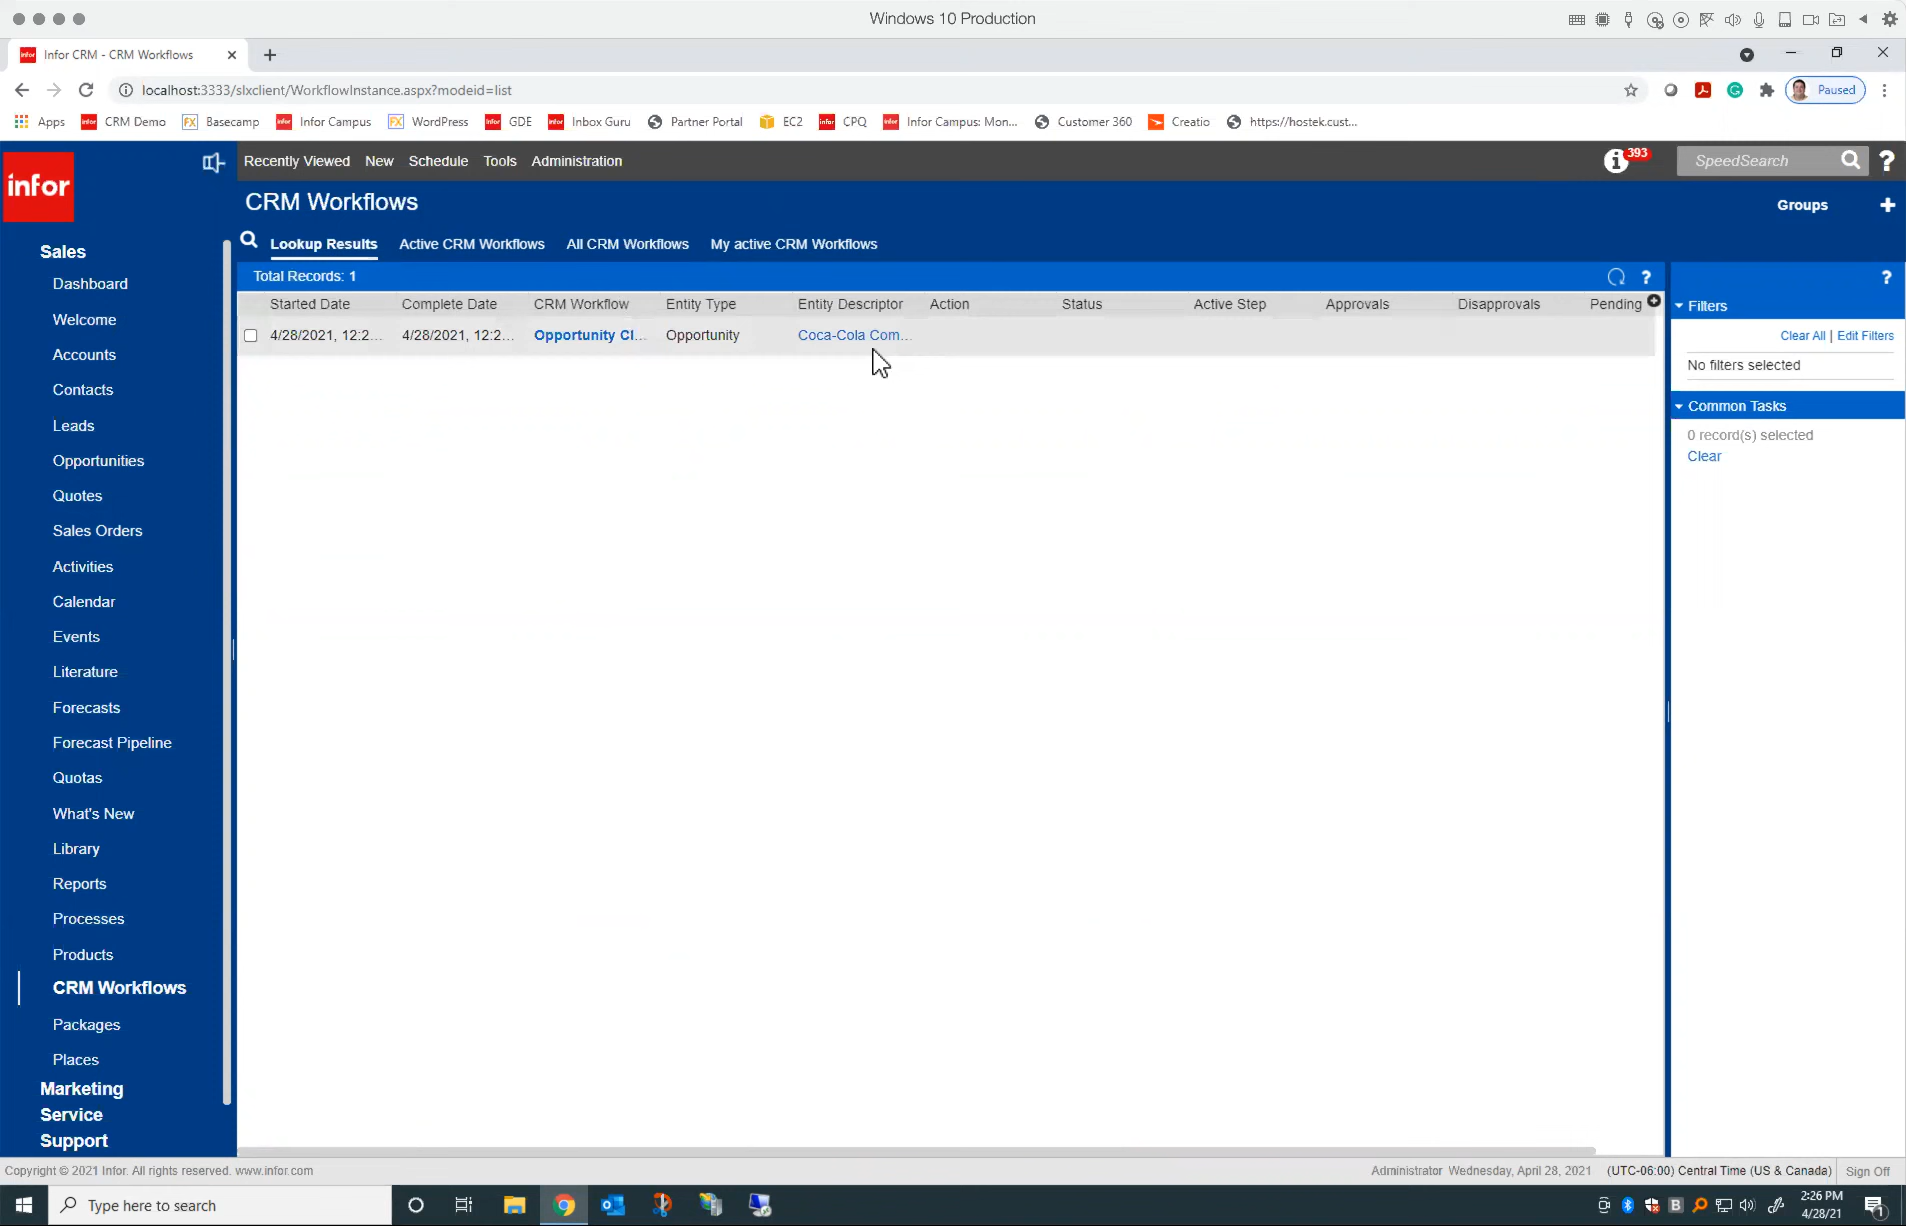 Windows 10 Production
Infor CRM - CRM Workflows
localhost:3333/slxclient/WorkflowInstance.aspx?modeid=list
Paused
Apps CRM Demo Basecamp Infor Campus WordPress GDE Inbox Guru Partner Portal EC2 CPQ Infor Campus: Mon... Customer 360 Creatio https://hostek.cust...
infor
Recently Viewed New Schedule Tools Administration
393
SpeedSearch
CRM Workflows
Groups
Lookup Results Active CRM Workflows All CRM Workflows My active CRM Workflows
Total Records: 1
Started Date Complete Date CRM Workflow Entity Type Entity Descriptor Action Status Active Step Approvals Disapprovals Pending
4/28/2021, 12:2... 4/28/2021, 12:2... Opportunity Cl... Opportunity Coca-Cola Com...
Filters
Clear All | Edit Filters
No filters selected
Common Tasks
0 record(s) selected
Clear
Sales
Dashboard
Welcome
Accounts
Contacts
Leads
Opportunities
Quotes
Sales Orders
Activities
Calendar
Events
Literature
Forecasts
Forecast Pipeline
Quotas
What's New
Library
Reports
Processes
Products
CRM Workflows
Packages
Places
Marketing
Service
Support
Copyright © 2021 Infor. All rights reserved. www.infor.com
Administrator Wednesday, April 28, 2021 (UTC-06:00) Central Time (US & Canada) Sign Off
Type here to search
2:26 PM
4/28/21
1